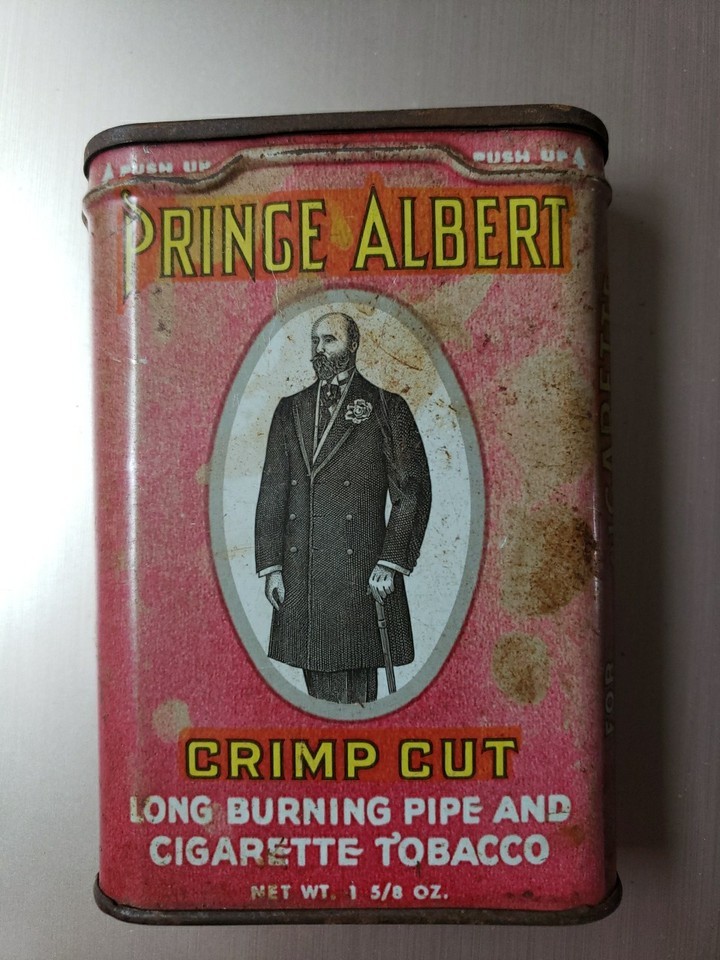 PUSH UP PUSH UP
PRINCE ALBERT
CRIMP CUT
LONG BURNING PIPE AND
CIGARETTE TOBACCO
NET WT. 1 5/8 OZ.